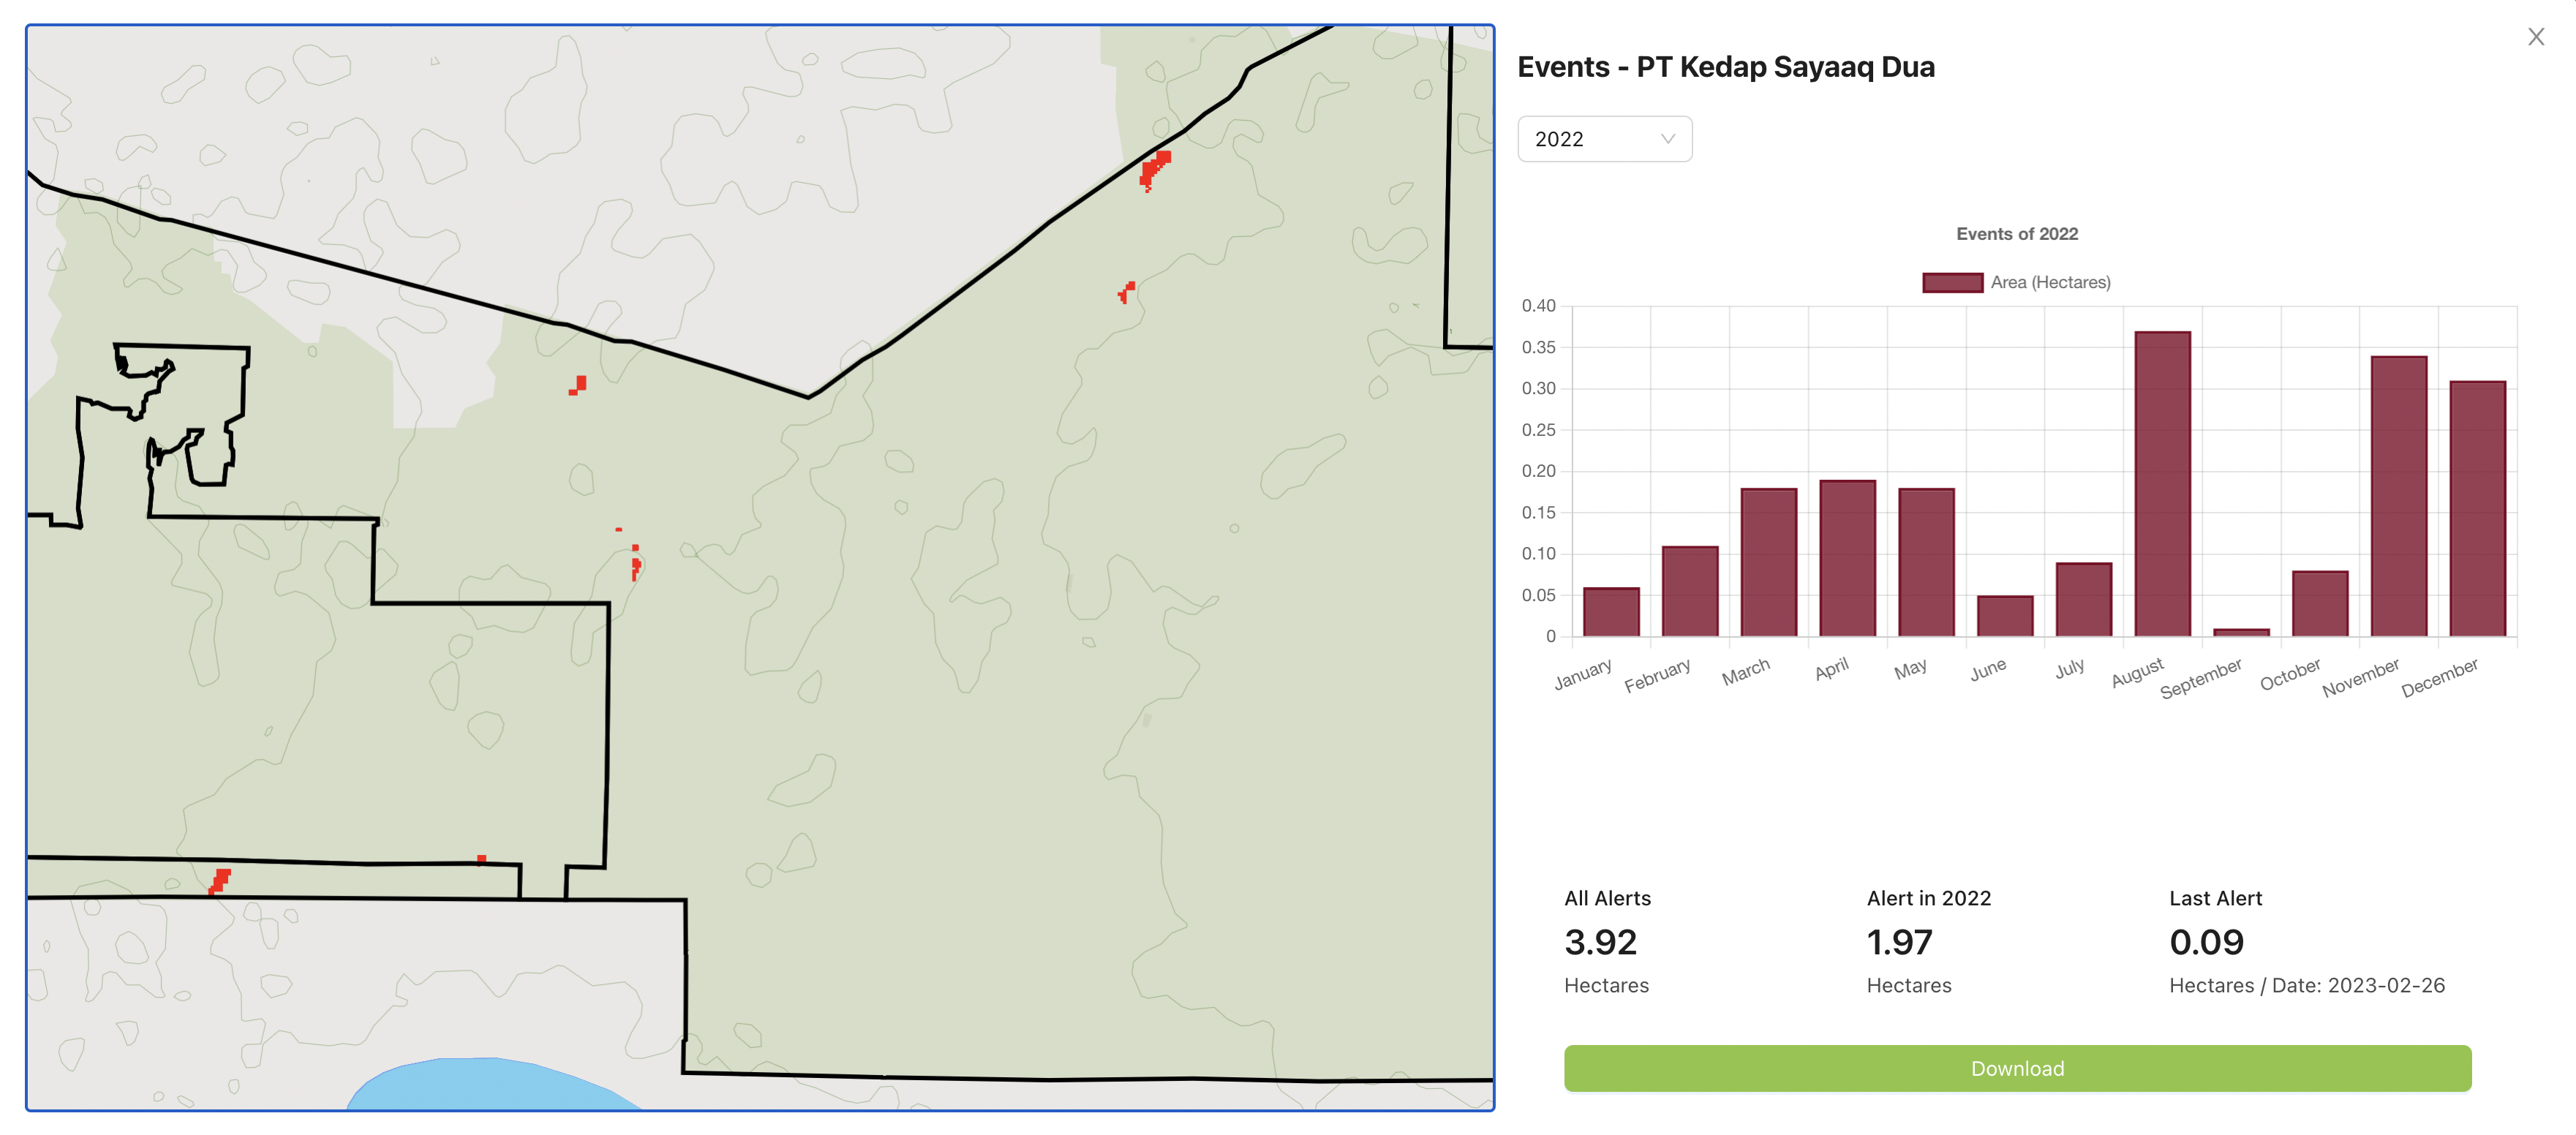 X
Events - PT Kedap Sayaaq Dua
2022
Events of 2022
Area (Hectares)
0.40
0.35
0.30
0.25
0.20
0.15
0.10
0.05
0
January February March April May June July August September October November December
All Alerts Alert in 2022 Last Alert
3.92 1.97 0.09
Hectares Hectares Hectares / Date: 2023-02-26
Download